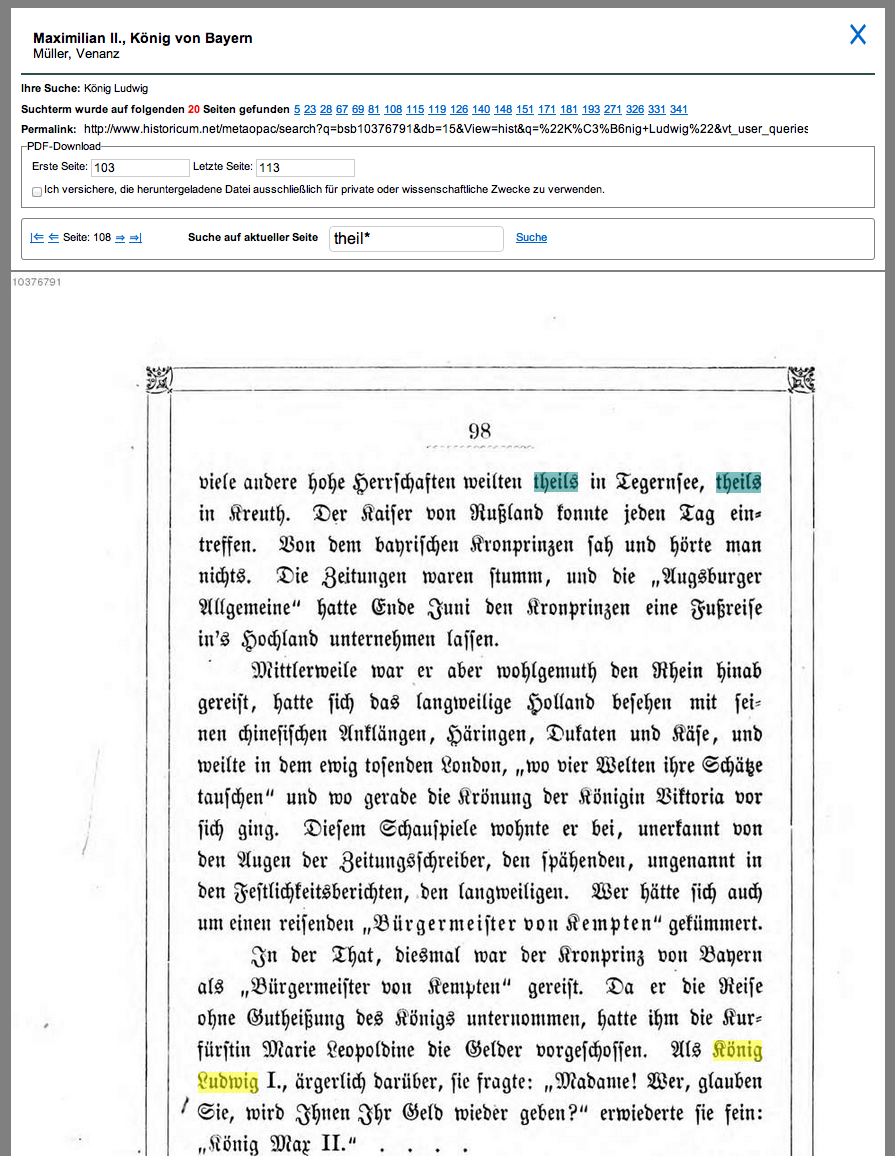 Maximilian II., König von Bayern
Müller, Venanz
X
Ihre Suche: König Ludwig
Suchterm wurde auf folgenden 20 Seiten gefunden 5 23 28 67 69 81 108 115 119 126 140 148 151 171 181 193 271 326 331 341
Permalink: http://www.historicum.net/metaopac/search?q=bsb10376791&db=15&View=hist&q=%22K%C3%B6nig+Ludwig%22&vt_user_queries
PDF-Download
Erste Seite: 103 Letzte Seite: 113
Ich versichere, die heruntergeladene Datei ausschließlich für private oder wissenschaftliche Zwecke zu verwenden.
|⇐ ⇐ Seite: 108 ⇒ ⇒| Suche auf aktueller Seite theil* Suche
10376791
98
viele andere hohe Herrſchaften weilten theils in Tegernſee, theils
in Kreuth. Der Kaiſer von Rußland konnte jeden Tag ein⸗
treffen. Von dem bayriſchen Kronprinzen ſah und hörte man
nichts. Die Zeitungen waren ſtumm, und die „Augsburger
Allgemeine“ hatte Ende Juni den Kronprinzen eine Fußreiſe
in's Hochland unternehmen laſſen.
Mittlerweile war er aber wohlgemuth den Rhein hinab
gereiſt, hatte ſich das langweilige Holland beſehen mit ſei⸗
nen chineſiſchen Anklängen, Häringen, Dukaten und Käſe, und
weilte in dem ewig toſenden London, „wo vier Welten ihre Schätze
tauſchen“ und wo gerade die Krönung der Königin Viktoria vor
ſich ging. Dieſem Schauſpiele wohnte er bei, unerkannt von
den Augen der Zeitungsſchreiber, den ſpähenden, ungenannt in
den Feſtlichkeitsberichten, den langweiligen. Wer hätte ſich auch
um einen reiſenden „Bürgermeiſter von Kempten“ gekümmert.
In der That, diesmal war der Kronprinz von Bayern
als „Bürgermeiſter von Kempten“ gereiſt. Da er die Reiſe
ohne Gutheißung des Königs unternommen, hatte ihm die Kur⸗
fürſtin Marie Leopoldine die Gelder vorgeſchoſſen. Als König
Ludwig I., ärgerlich darüber, ſie fragte: „Madame! Wer, glauben
Sie, wird Ihnen Ihr Geld wieder geben?“ erwiederte ſie fein:
„König Max II.“ . . . .